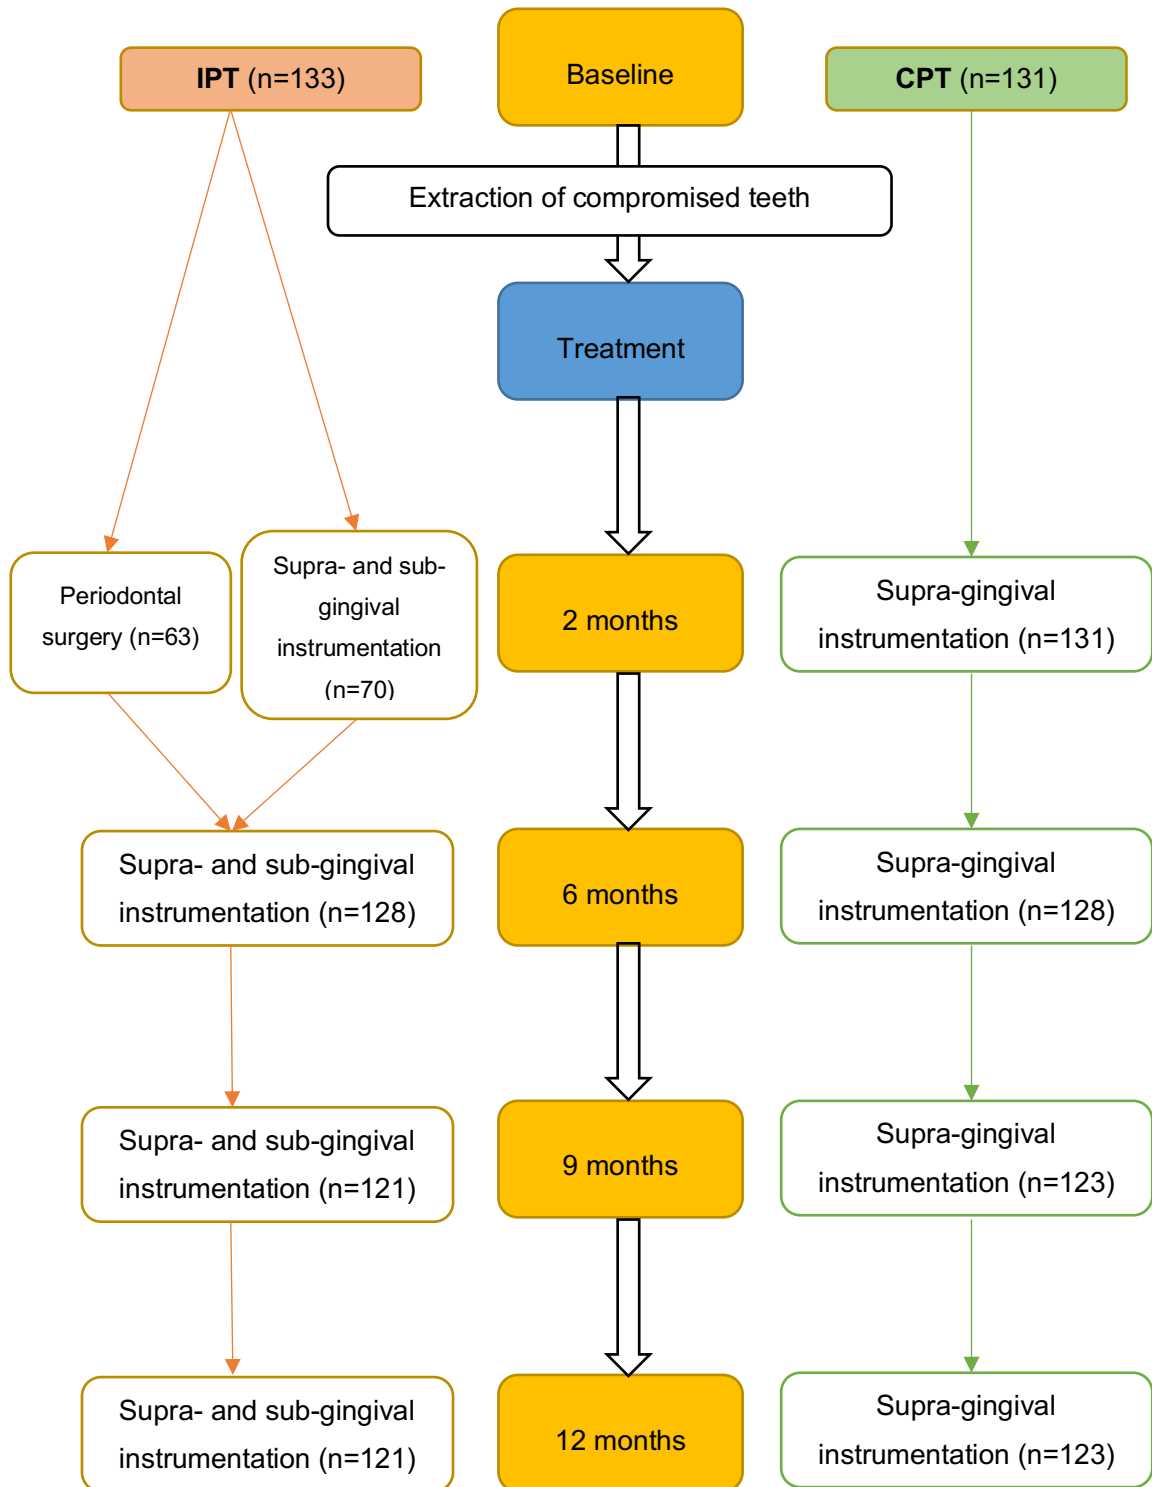 IPT (n=133)
Baseline
CPT (n=131)
Extraction of compromised teeth
Treatment
Periodontal
surgery (n=63)
Supra- and sub-
gingival
instrumentation
(n=70)
2 months
Supra-gingival
instrumentation (n=131)
Supra- and sub-gingival
instrumentation (n=128)
6 months
Supra-gingival
instrumentation (n=128)
Supra- and sub-gingival
instrumentation (n=121)
9 months
Supra-gingival
instrumentation (n=123)
Supra- and sub-gingival
instrumentation (n=121)
12 months
Supra-gingival
instrumentation (n=123)